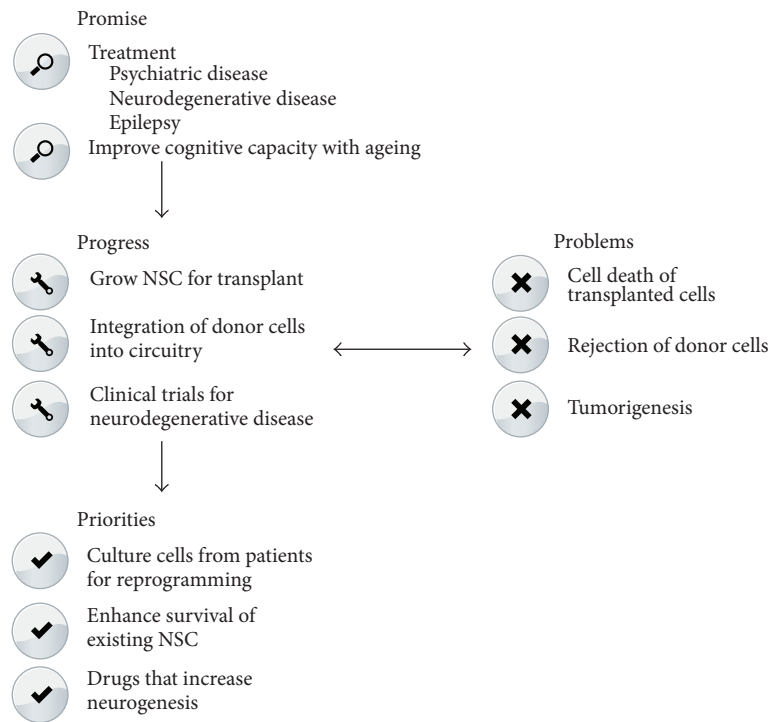 Promise
Treatment
Psychiatric disease
Neurodegenerative disease
Epilepsy
Improve cognitive capacity with ageing
Progress
Grow NSC for transplant
Integration of donor cells
into circuitry
Clinical trials for
neurodegenerative disease
Problems
Cell death of
transplanted cells
Rejection of donor cells
Tumorigenesis
Priorities
Culture cells from patients
for reprogramming
Enhance survival of
existing NSC
Drugs that increase
neurogenesis